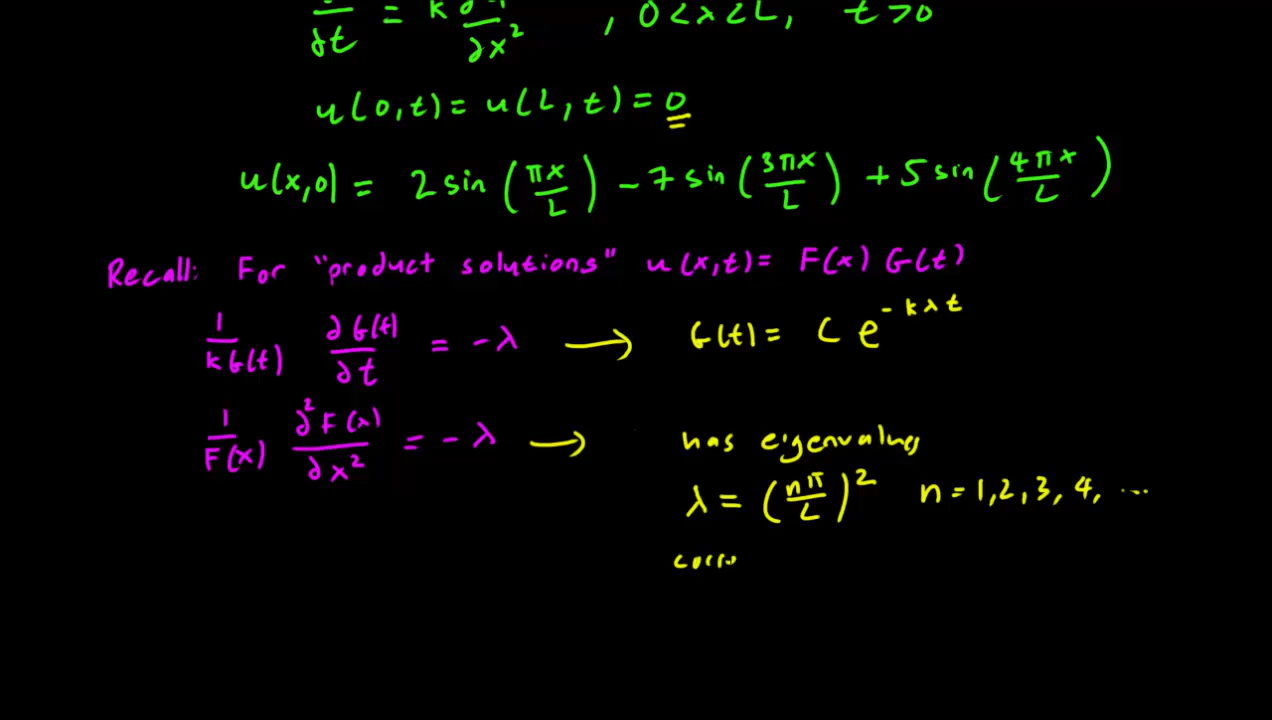 ∂t = k ∂x² , 0 < x < L, t > 0
u(0,t) = u(L,t) = 0
u(x,0) = 2 sin(πx/L) - 7 sin(3πx/L) + 5 sin(4πx/L)
Recall: For "product solutions" u(x,t) = F(x) G(t)
1/(k G(t)) ∂G(t)/∂t = -λ → G(t) = C e^(-kλt)
1/F(x) ∂²F(x)/∂x² = -λ → has eigenvalues
λ = (nπ/L)² n = 1, 2, 3, 4, ...